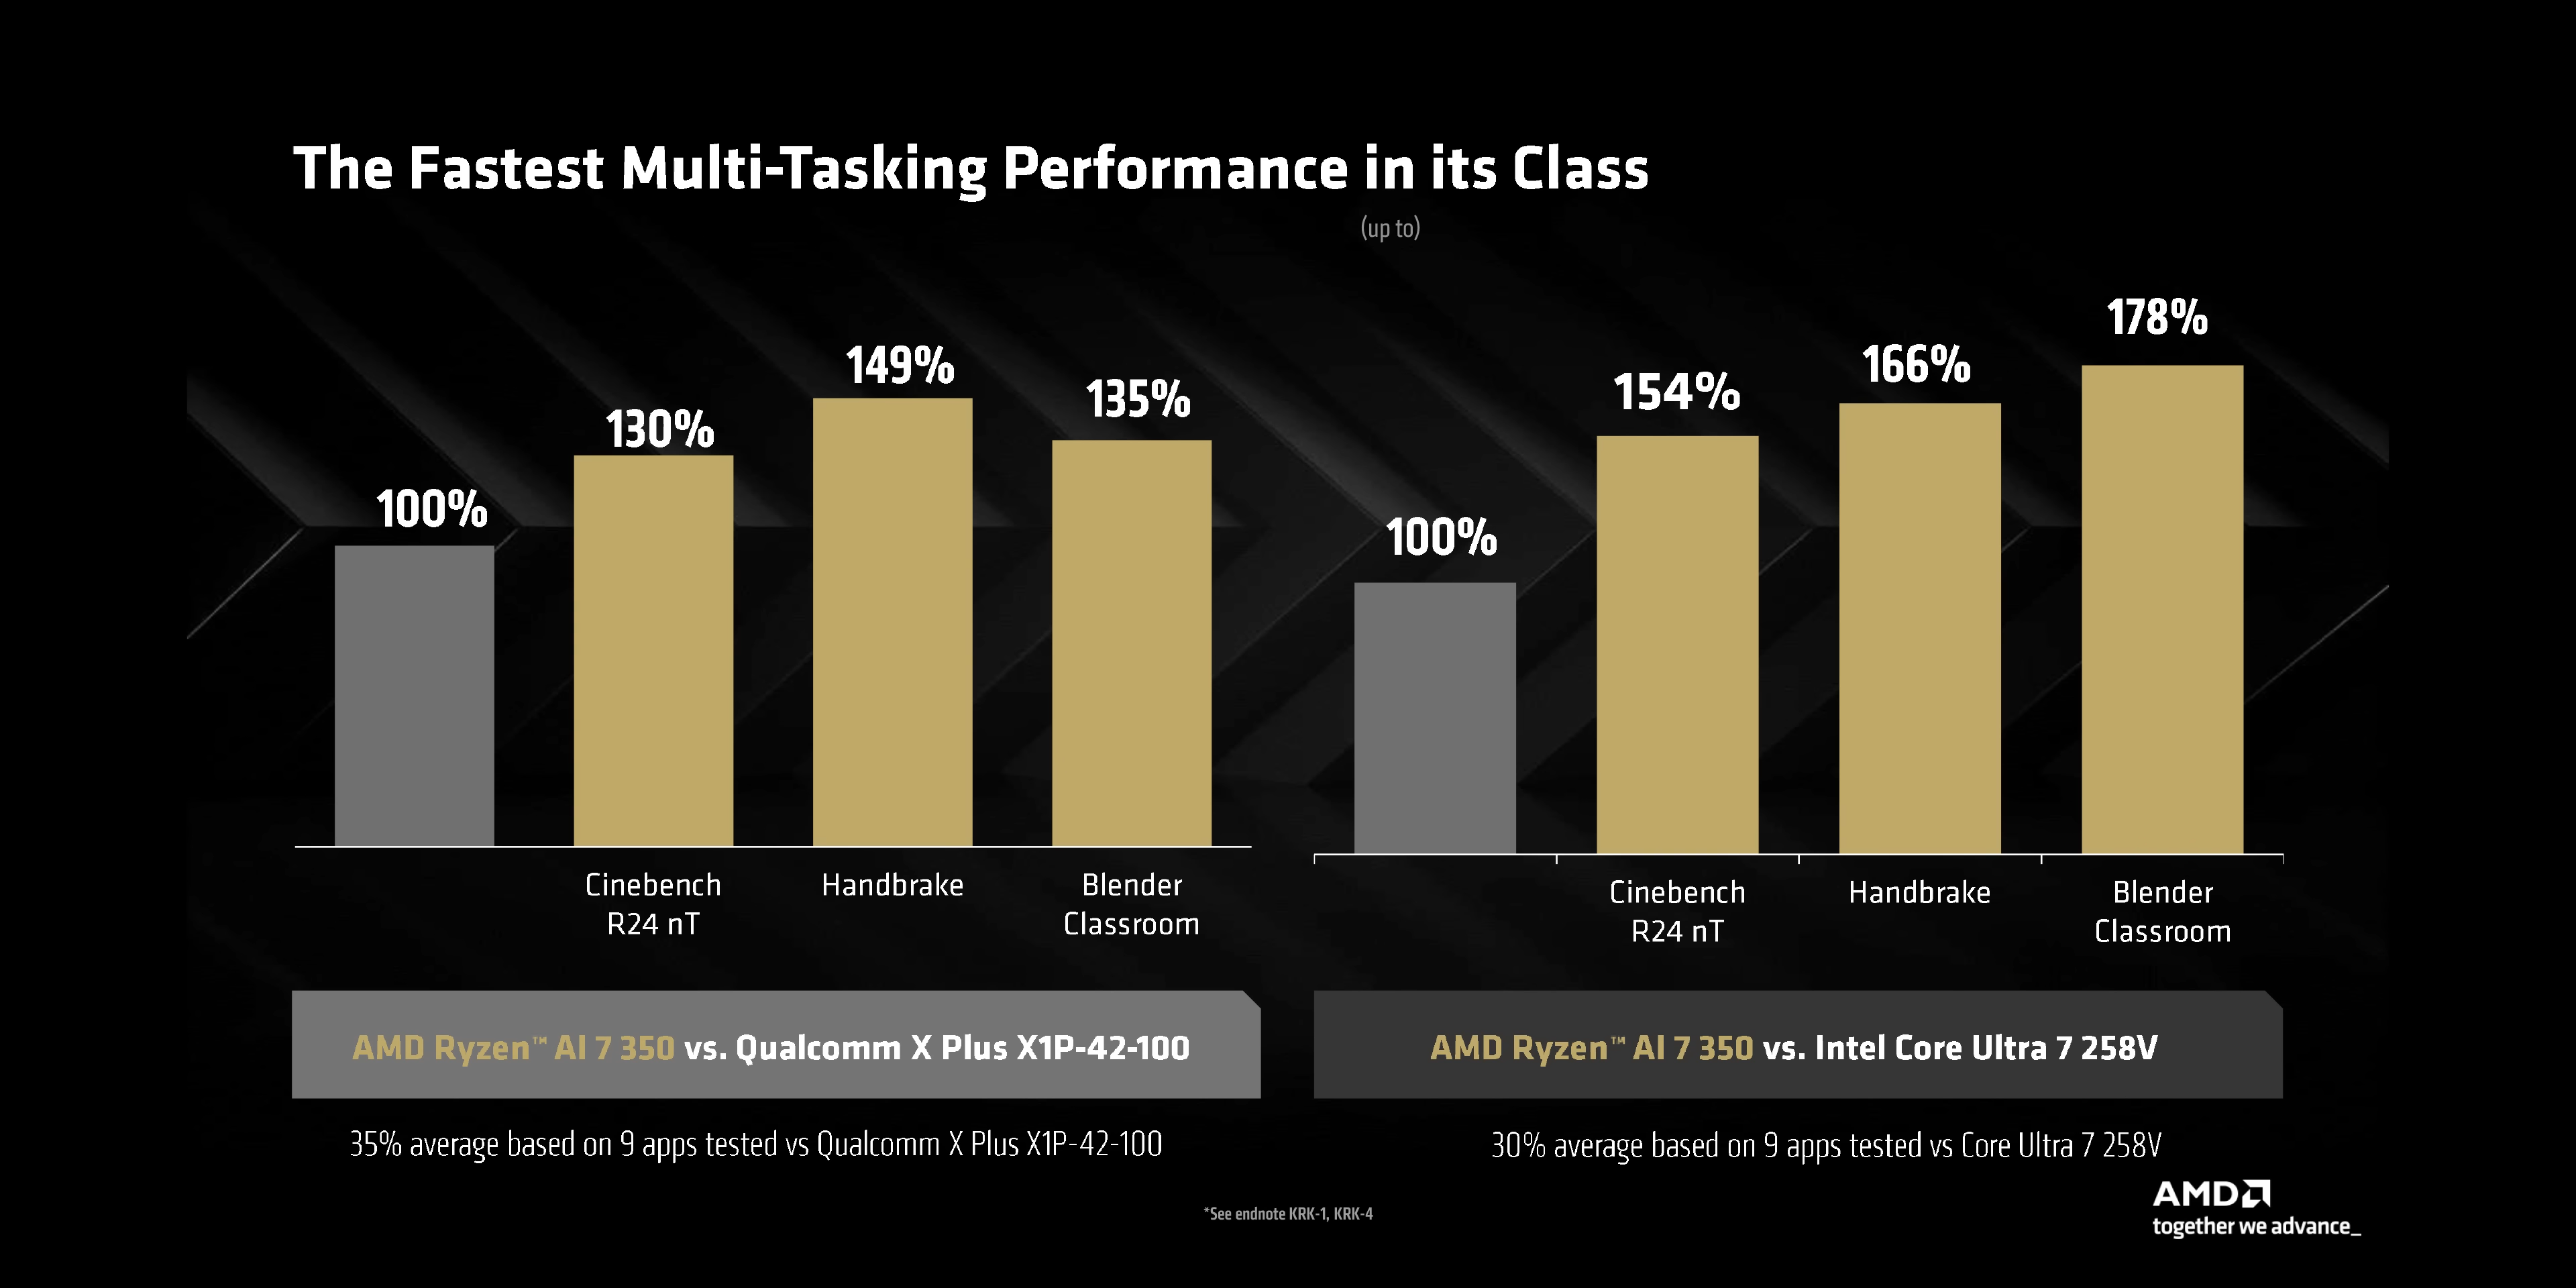 The Fastest Multi-Tasking Performance in its Class
(up to)
100%
130%
149%
135%
Cinebench
R24 nT
Handbrake
Blender
Classroom
AMD Ryzen™ AI 7 350 vs. Qualcomm X Plus X1P-42-100
35% average based on 9 apps tested vs Qualcomm X Plus X1P-42-100
100%
154%
166%
178%
Cinebench
R24 nT
Handbrake
Blender
Classroom
AMD Ryzen™ AI 7 350 vs. Intel Core Ultra 7 258V
30% average based on 9 apps tested vs Core Ultra 7 258V
*See endnote KRK-1, KRK-4
AMD
together we advance_